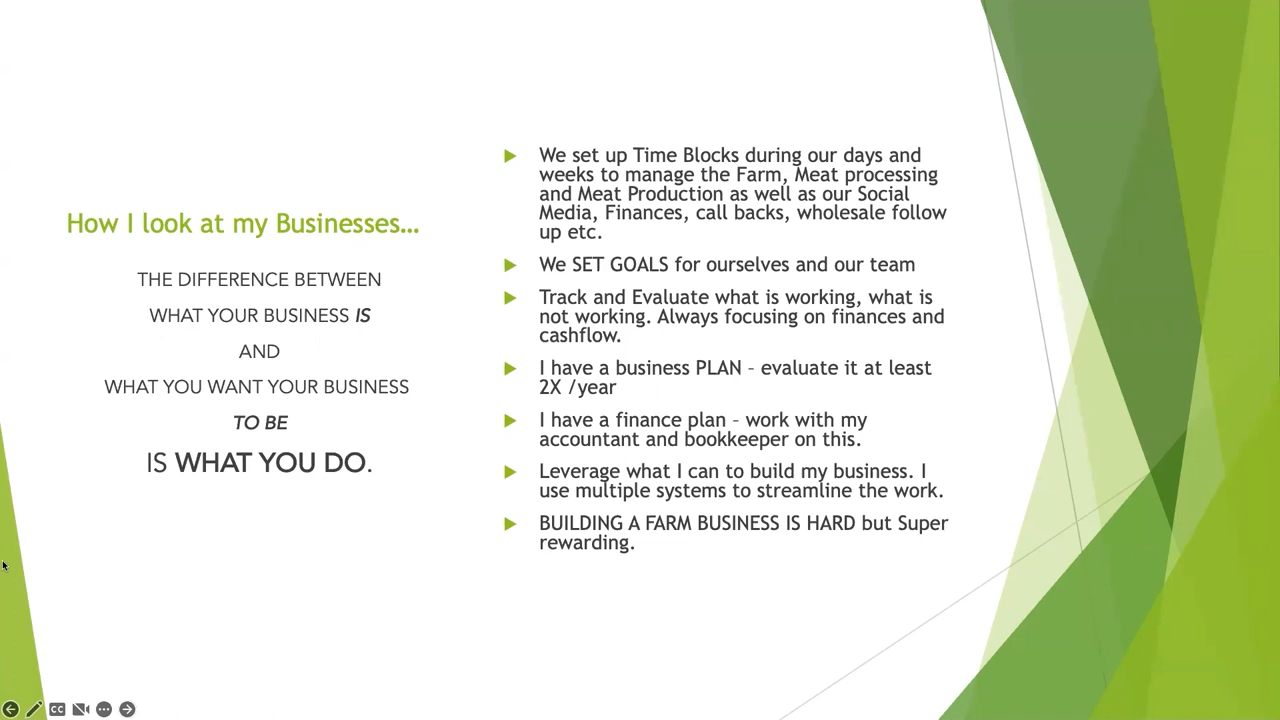 How I look at my Businesses...
THE DIFFERENCE BETWEEN
WHAT YOUR BUSINESS IS
AND
WHAT YOU WANT YOUR BUSINESS
TO BE
IS WHAT YOU DO.
We set up Time Blocks during our days and
weeks to manage the Farm, Meat processing
and Meat Production as well as our Social
Media, Finances, call backs, wholesale follow
up etc.
We SET GOALS for ourselves and our team
Track and Evaluate what is working, what is
not working. Always focusing on finances and
cashflow.
I have a business PLAN – evaluate it at least
2X /year
I have a finance plan – work with my
accountant and bookkeeper on this.
Leverage what I can to build my business. I
use multiple systems to streamline the work.
BUILDING A FARM BUSINESS IS HARD but Super
rewarding.
CC